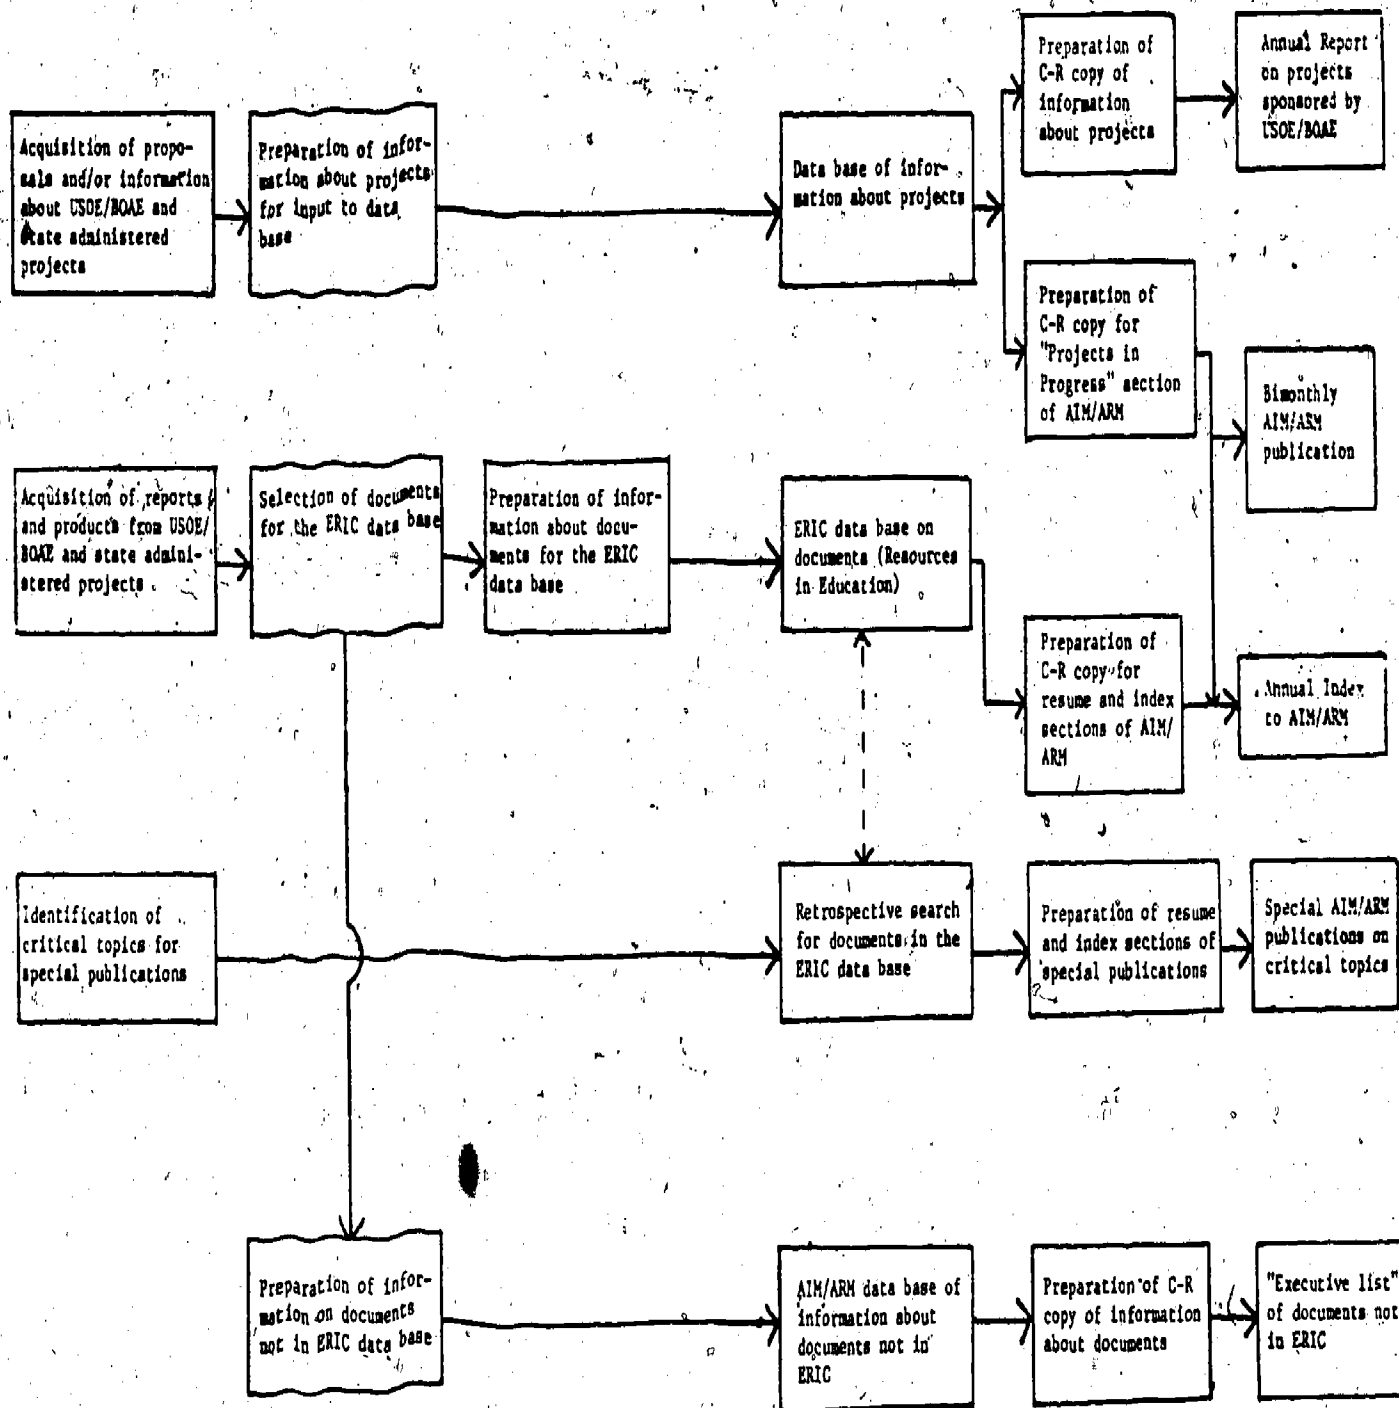 Preparation of
C-R copy of
information
about projects
Annual Report
on projects
sponsored by
USOE/BOAE
Acquisition of propo-
sals and/or information
about USOE/BOAE and
state administered
projects
Preparation of infor-
mation about projects
for input to data
base
Data base of infor-
mation about projects
Preparation of
C-R copy for
"Projects in
Progress" section
of AIM/ARM
Bimonthly
AIM/ARM
publication
Acquisition of reports
and products from USOE/
BOAE and state admini-
stered projects
Selection of documents
for the ERIC data base
Preparation of infor-
mation about docu-
ments for the ERIC
data base
ERIC data base on
documents (Resources
in Education)
Preparation of
C-R copy for
resume and index
sections of AIM/
ARM
Annual Index
to AIM/ARM
Identification of
critical topics for
special publications
Retrospective search
for documents in the
ERIC data base
Preparation of resume
and index sections of
special publications
Special AIM/ARM
publications on
critical topics
Preparation of infor-
mation on documents
not in ERIC data base
AIM/ARM data base of
information about
documents not in
ERIC
Preparation of C-R
copy of information
about documents
"Executive list"
of documents not
in ERIC